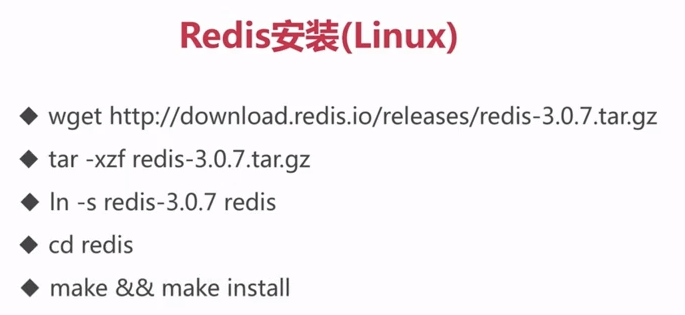 Redis安装(Linux)
◆ wget http://download.redis.io/releases/redis-3.0.7.tar.gz
◆ tar -xzf redis-3.0.7.tar.gz
◆ ln -s redis-3.0.7 redis
◆ cd redis
◆ make && make install